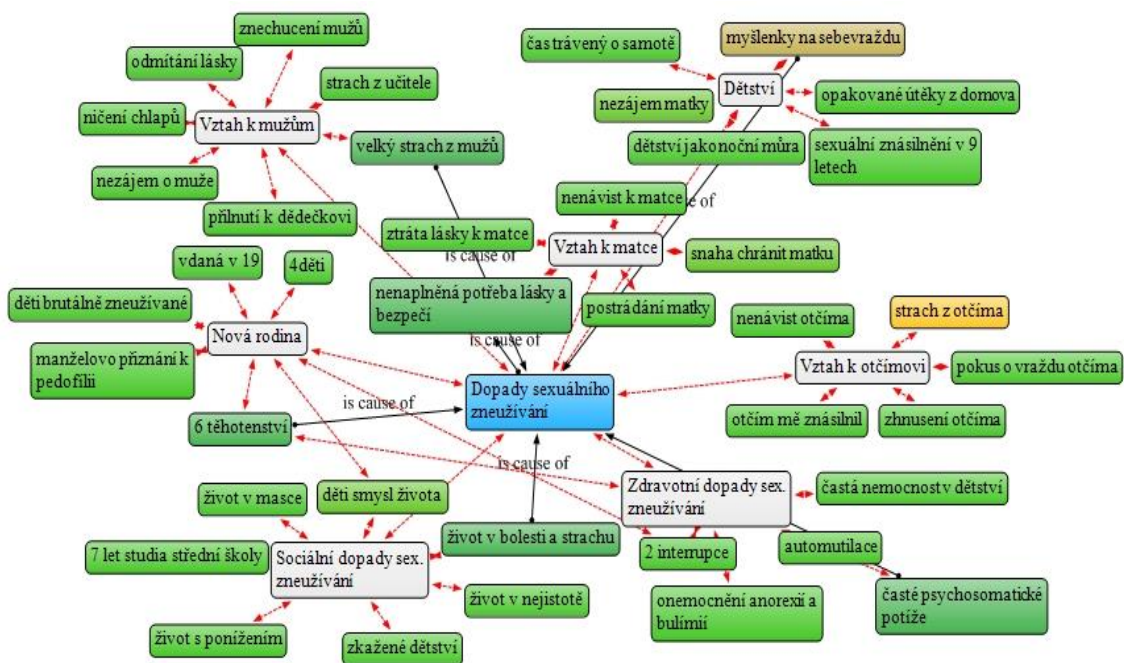 znechucení mužů
odmítání lásky
strach z učitele
ničení chlapů
Vztah k mužům
velký strach z mužů
nezájem o muže
přilnutí k dědečkovi
myšlenky na sebevraždu
čas trávený o samotě
Dětství
opakované útěky z domova
nezájem matky
dětství jako noční můra
sexuální znásilnění v 9
letech
nenávist k matce
ztráta lásky k matce
Vztah k matce
snaha chránit matku
nenaplněná potřeba lásky a
bezpečí
postrádání matky
is cause of
is cause of
se of
vdaná v 19
4 děti
děti brutálně zneužívané
Nová rodina
manželovo přiznání k
pedofílii
6 těhotenství
is cause of
Dopady sexuálního
zneužívání
nenávist otčíma
strach z otčíma
Vztah k otčímovi
pokus o vraždu otčíma
otčím mě znásilnil
zhnusení otčíma
is cause of
život v masce
děti smysl života
život v bolesti a strachu
7 let studia střední školy
Sociální dopady sex.
zneužívání
život v nejistotě
život s ponížením
zkažené dětství
Zdravotní dopady sex.
zneužívání
častá nemocnost v dětství
2 interrupce
automutilace
onemocnění anorexií a
bulímií
časté psychosomatické
potíže